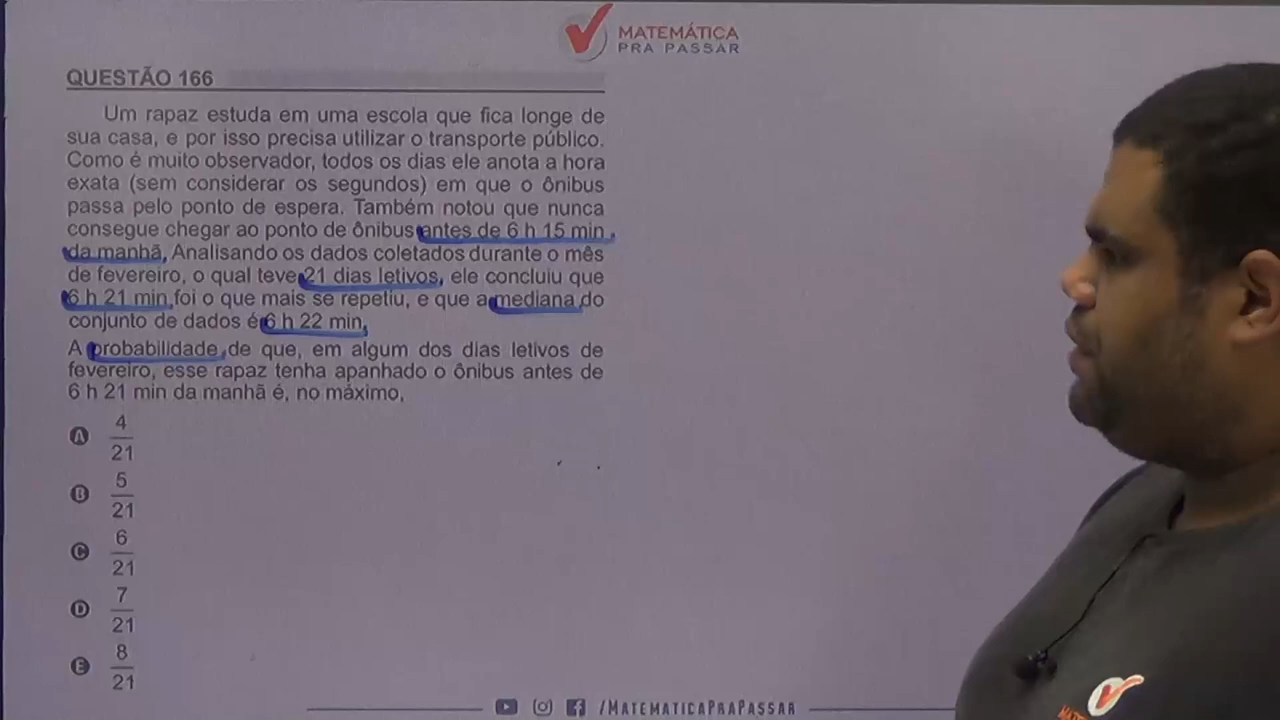 MATEMÁTICA
PRA PASSAR
QUESTÃO 166
Um rapaz estuda em uma escola que fica longe de
sua casa, e por isso precisa utilizar o transporte público.
Como é muito observador, todos os dias ele anota a hora
exata (sem considerar os segundos) em que o ônibus
passa pelo ponto de espera. Também notou que nunca
consegue chegar ao ponto de ônibus antes de 6 h 15 min
da manhã. Analisando os dados coletados durante o mês
de fevereiro, o qual teve 21 dias letivos, ele concluiu que
6 h 21 min foi o que mais se repetiu, e que a mediana do
conjunto de dados é 6 h 22 min.
A probabilidade de que, em algum dos dias letivos de
fevereiro, esse rapaz tenha apanhado o ônibus antes de
6 h 21 min da manhã é, no máximo,
A 4/21
B 5/21
C 6/21
D 7/21
E 8/21
/MATEMATICAPRAPASSAR